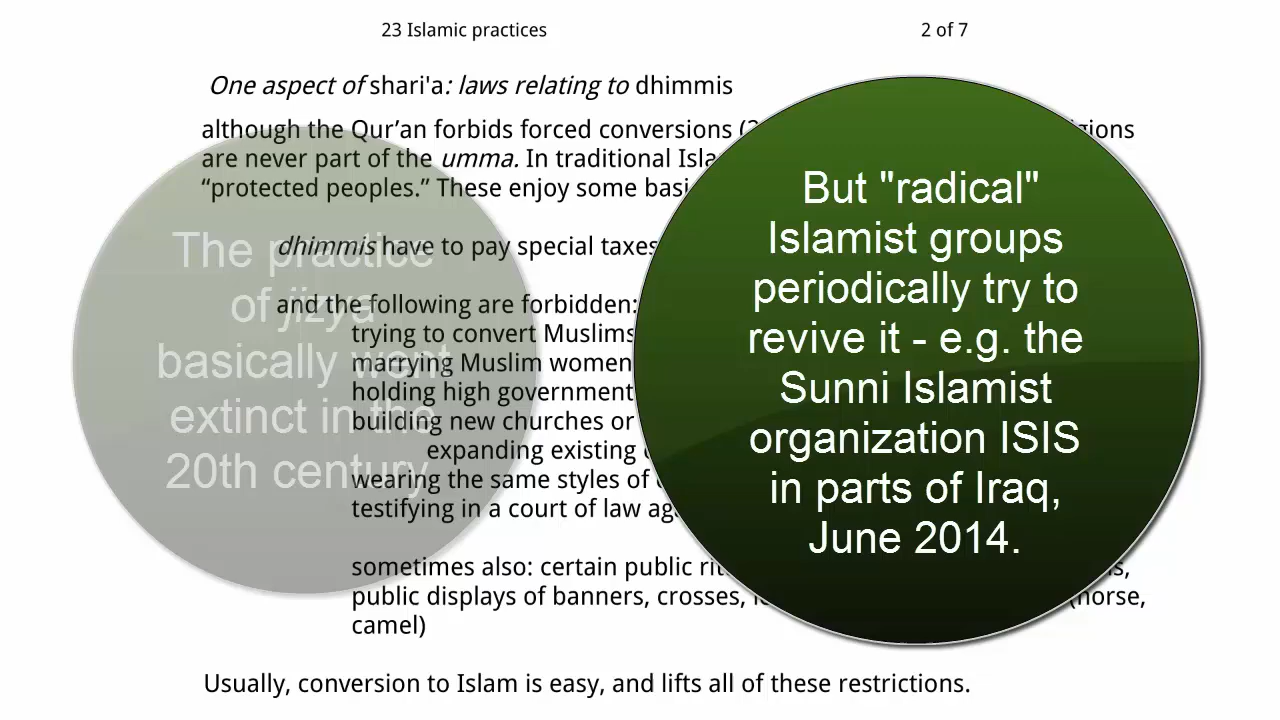 23 Islamic practices
2 of 7
One aspect of shari'a: laws relating to dhimmis
although the Qur’an forbids forced conversions (
are never part of the umma. In traditional Isla
“protected peoples.” These enjoy some basi
dhimmis have to pay special taxes
and the following are forbidden:
trying to convert Muslims
marrying Muslim women
holding high government
building new churches or
expanding existing
wearing the same styles of
testifying in a court of law
sometimes also: certain public
public displays of banners, crosses, (horse,
camel)
Usually, conversion to Islam is easy, and lifts all of these restrictions.
The practice
of jizya
basically went
extinct in the
20th century
But "radical"
Islamist groups
periodically try to
revive it - e.g. the
Sunni Islamist
organization ISIS
in parts of Iraq,
June 2014.